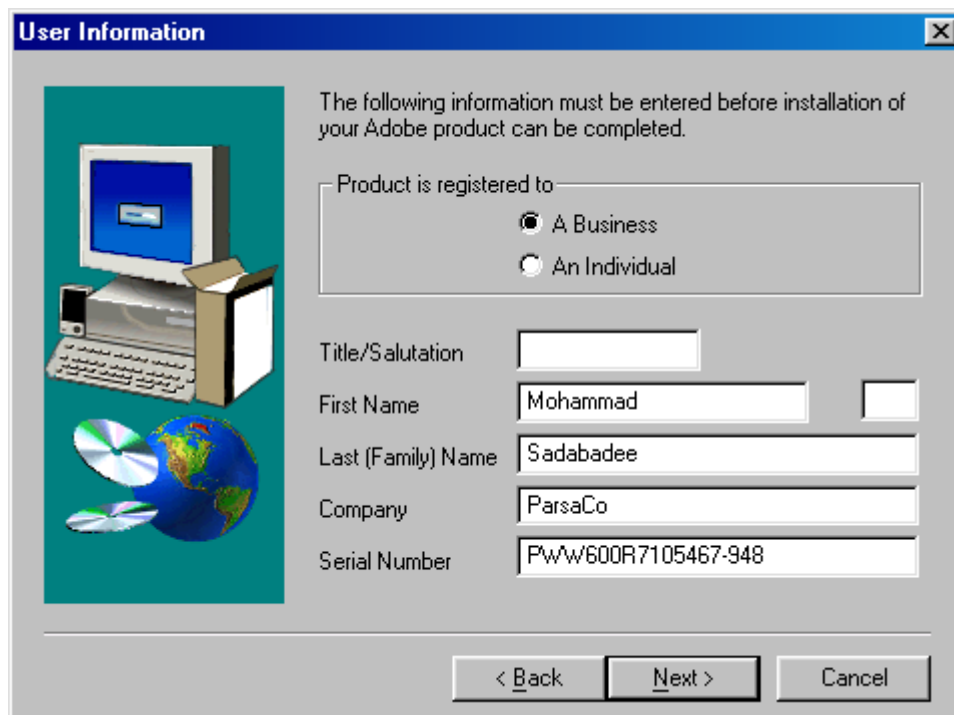 User Information
The following information must be entered before installation of
your Adobe product can be completed.
Product is registered to
A Business
An Individual
Title/Salutation
First Name Mohammad
Last (Family) Name Sadabadee
Company ParsaCo
Serial Number PWW600R7105467-948
< Back Next > Cancel